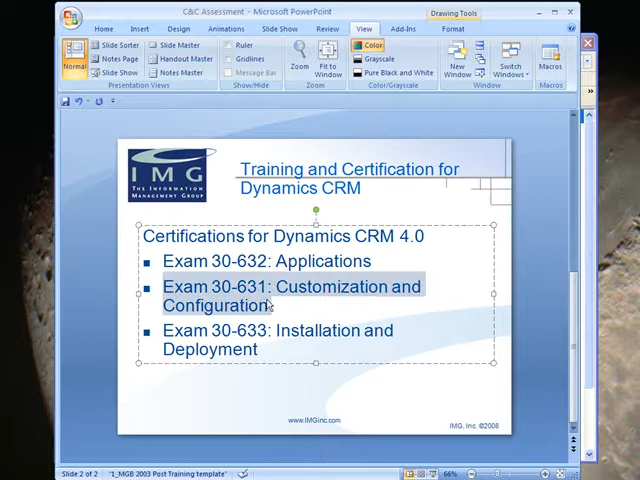 C&C Assessment - Microsoft PowerPoint
Drawing Tools
Home Insert Design Animations Slide Show Review View Add-Ins Format
Normal
Slide Sorter
Notes Page
Slide Show
Slide Master
Handout Master
Notes Master
Presentation Views
Ruler
Gridlines
Message Bar
Show/Hide
Zoom
Fit to
Window
Zoom
Color
Grayscale
Pure Black and White
Color/Grayscale
New
Window
Switch
Windows
Window
Macros
Macros
IMG
THE INFORMATION
MANAGEMENT GROUP
Training and Certification for
Dynamics CRM
Certifications for Dynamics CRM 4.0
Exam 30-632: Applications
Exam 30-631: Customization and
Configuration
Exam 30-633: Installation and
Deployment
www.IMGinc.com
IMG, Inc. ©2008
Slide 2 of 2
"1_MGB 2003 Post Training template"
66%